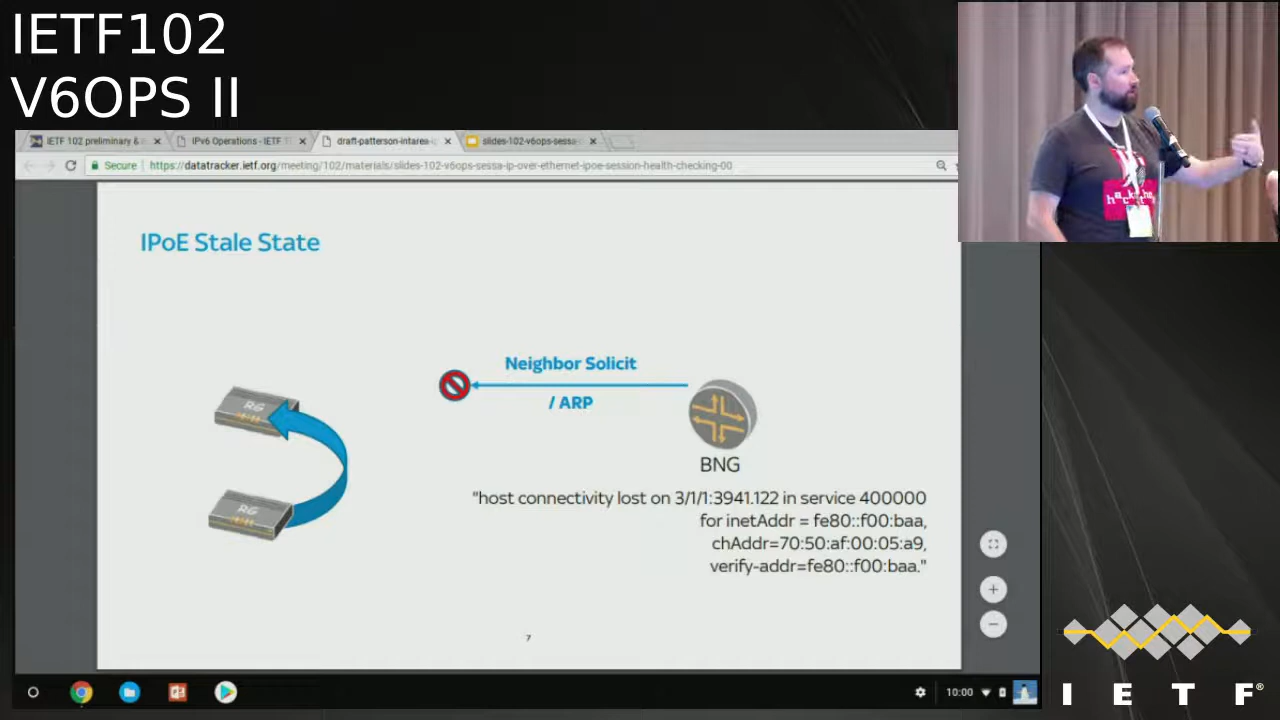 IETF102
V6OPS II
IETF 102 preliminary &
IPv6 Operations - IETF
draft-patterson-intarea-
slides-102-v6ops-sessa-
Secure
https://datatracker.ietf.org/meeting/102/materials/slides-102-v6ops-sessa-ip-over-ethernet-ipoe-session-health-checking-00
IPoE Stale State
Neighbor Solicit
/ ARP
RG
RG
BNG
"host connectivity lost on 3/1/1:3941.122 in service 400000
for inetAddr = fe80::f00:baa,
chAddr=70:50:af:00:05:a9,
verify-addr=fe80::f00:baa."
7
10:00
I E T F®